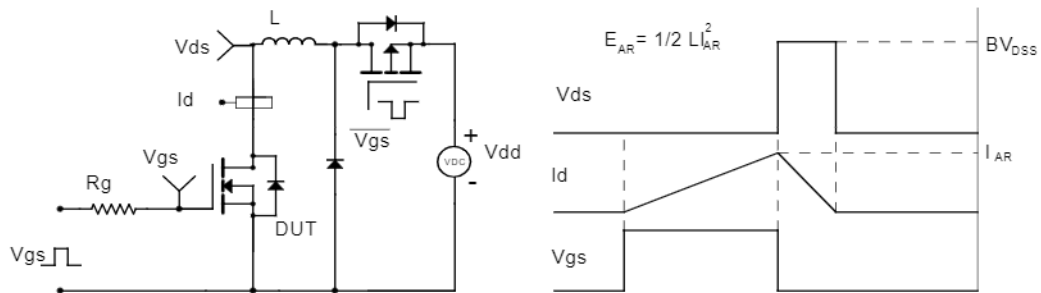 L
Vds
Id
Vgs
Rg
DUT
Vgs
Vgs
+
VDC
-
Vdd
E_AR = 1/2 LI²_AR
BV_DSS
Vds
I_AR
Id
Vgs